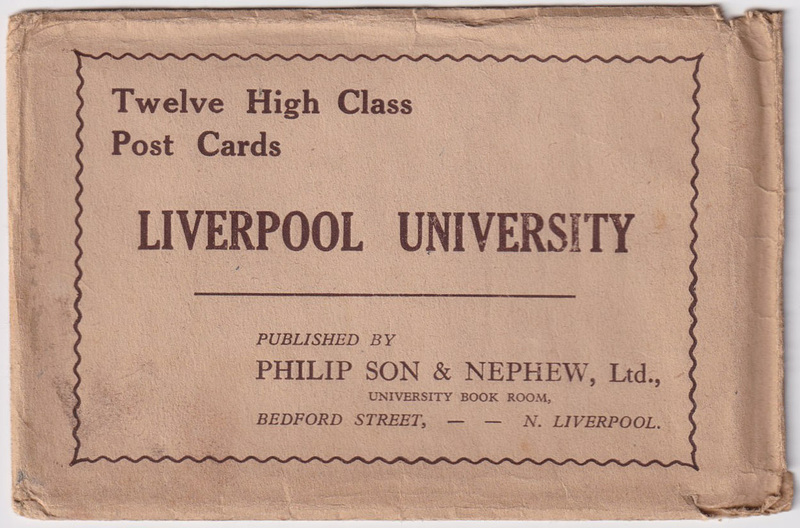 Twelve High Class
Post Cards
LIVERPOOL UNIVERSITY
PUBLISHED BY
PHILIP SON & NEPHEW, Ltd.,
UNIVERSITY BOOK ROOM,
BEDFORD STREET, — — N. LIVERPOOL.